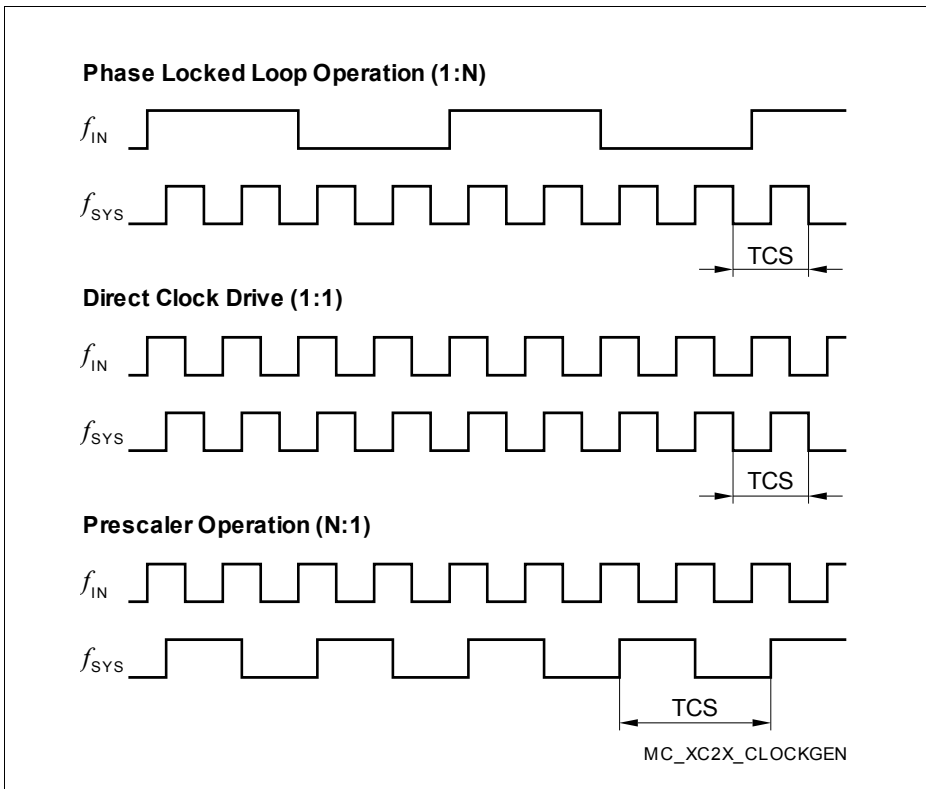 Phase Locked Loop Operation (1:N)
fIN
fSYS
TCS
Direct Clock Drive (1:1)
fIN
fSYS
TCS
Prescaler Operation (N:1)
fIN
fSYS
TCS
MC_XC2X_CLOCKGEN